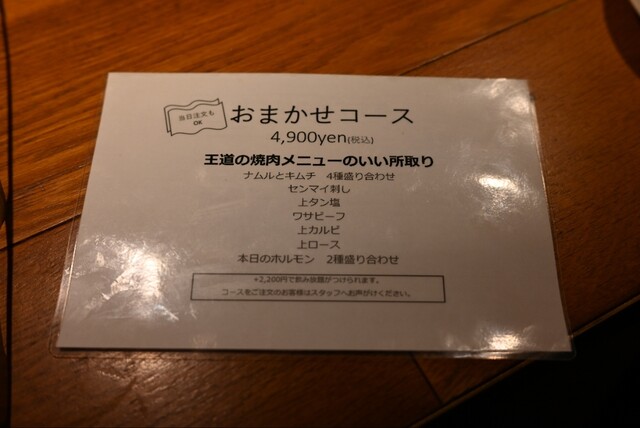 当日注文も
OK
おまかせコース
4,900yen(税込)
王道の焼肉メニューのいい所取り
ナムルとキムチ　4種盛り合わせ
センマイ刺し
上タン塩
ワサビーフ
上カルビ
上ロース
本日のホルモン　2種盛り合わせ
+2,200円で飲み放題がつけられます。
コースをご注文のお客様はスタッフへお声がけください。